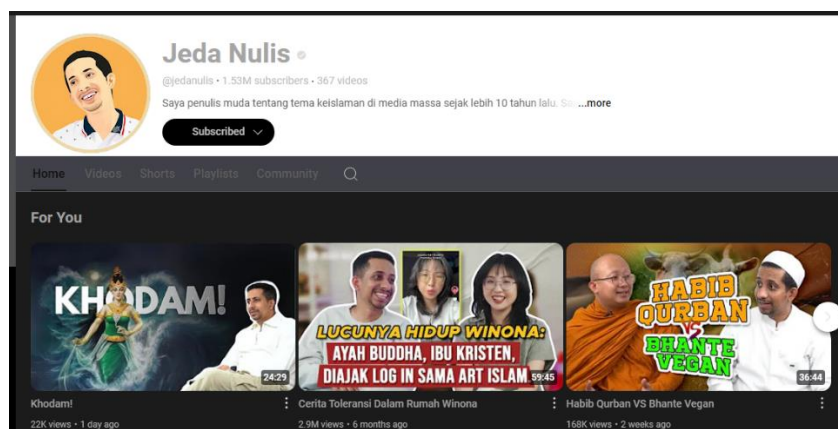 Jeda Nulis
@jedanulis • 1.53M subscribers • 367 videos
Saya penulis muda tentang tema keislaman di media massa sejak lebih 10 tahun lalu. ...more
Subscribed
Home Videos Shorts Playlists Community
For You
KHODAM!
24:29
LUCUNYA HIDUP WINONA:
AYAH BUDDHA, IBU KRISTEN,
DIAJAK LOG IN SAMA ART ISLAM
59:45
HABIB
QURBAN
VS
BHANTE
VEGAN
36:44
Khodam!
22K views • 1 day ago
Cerita Toleransi Dalam Rumah Winona
2.9M views • 6 months ago
Habib Qurban VS Bhante Vegan
168K views • 2 weeks ago